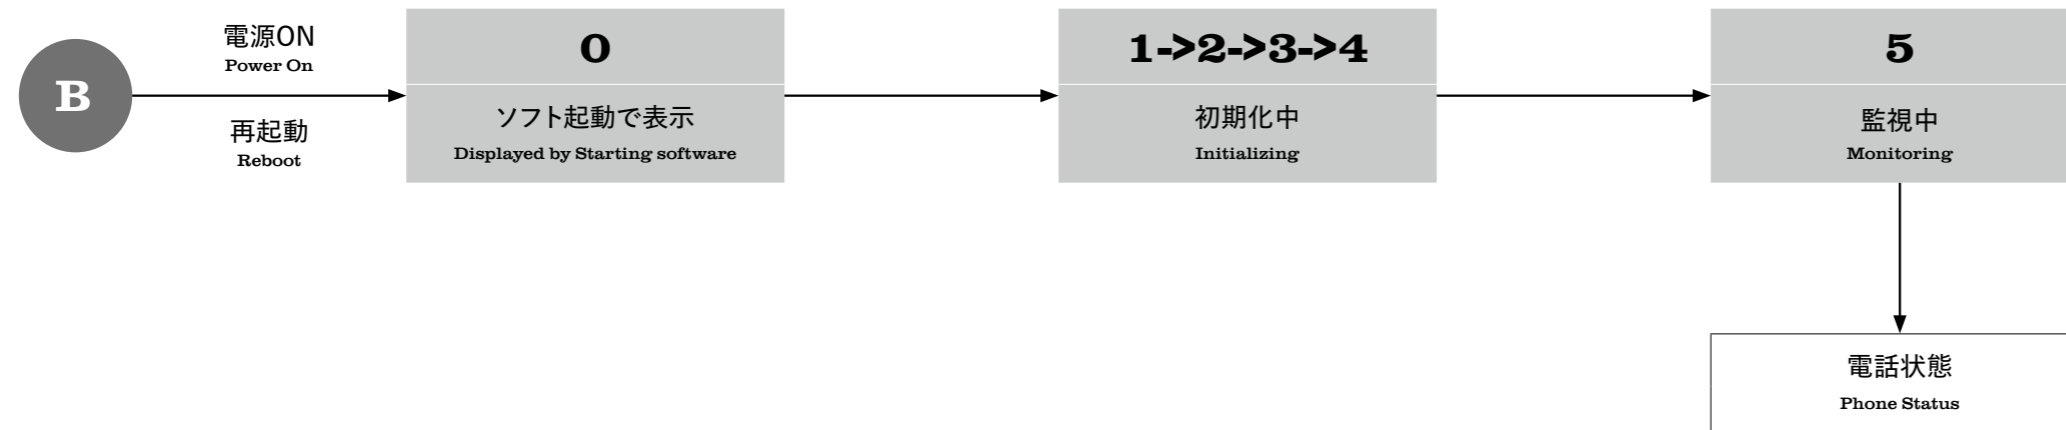 B
電源ON
Power On
再起動
Reboot
0
ソフト起動で表示
Displayed by Starting software
1->2->3->4
初期化中
Initializing
5
監視中
Monitoring
電話状態
Phone Status